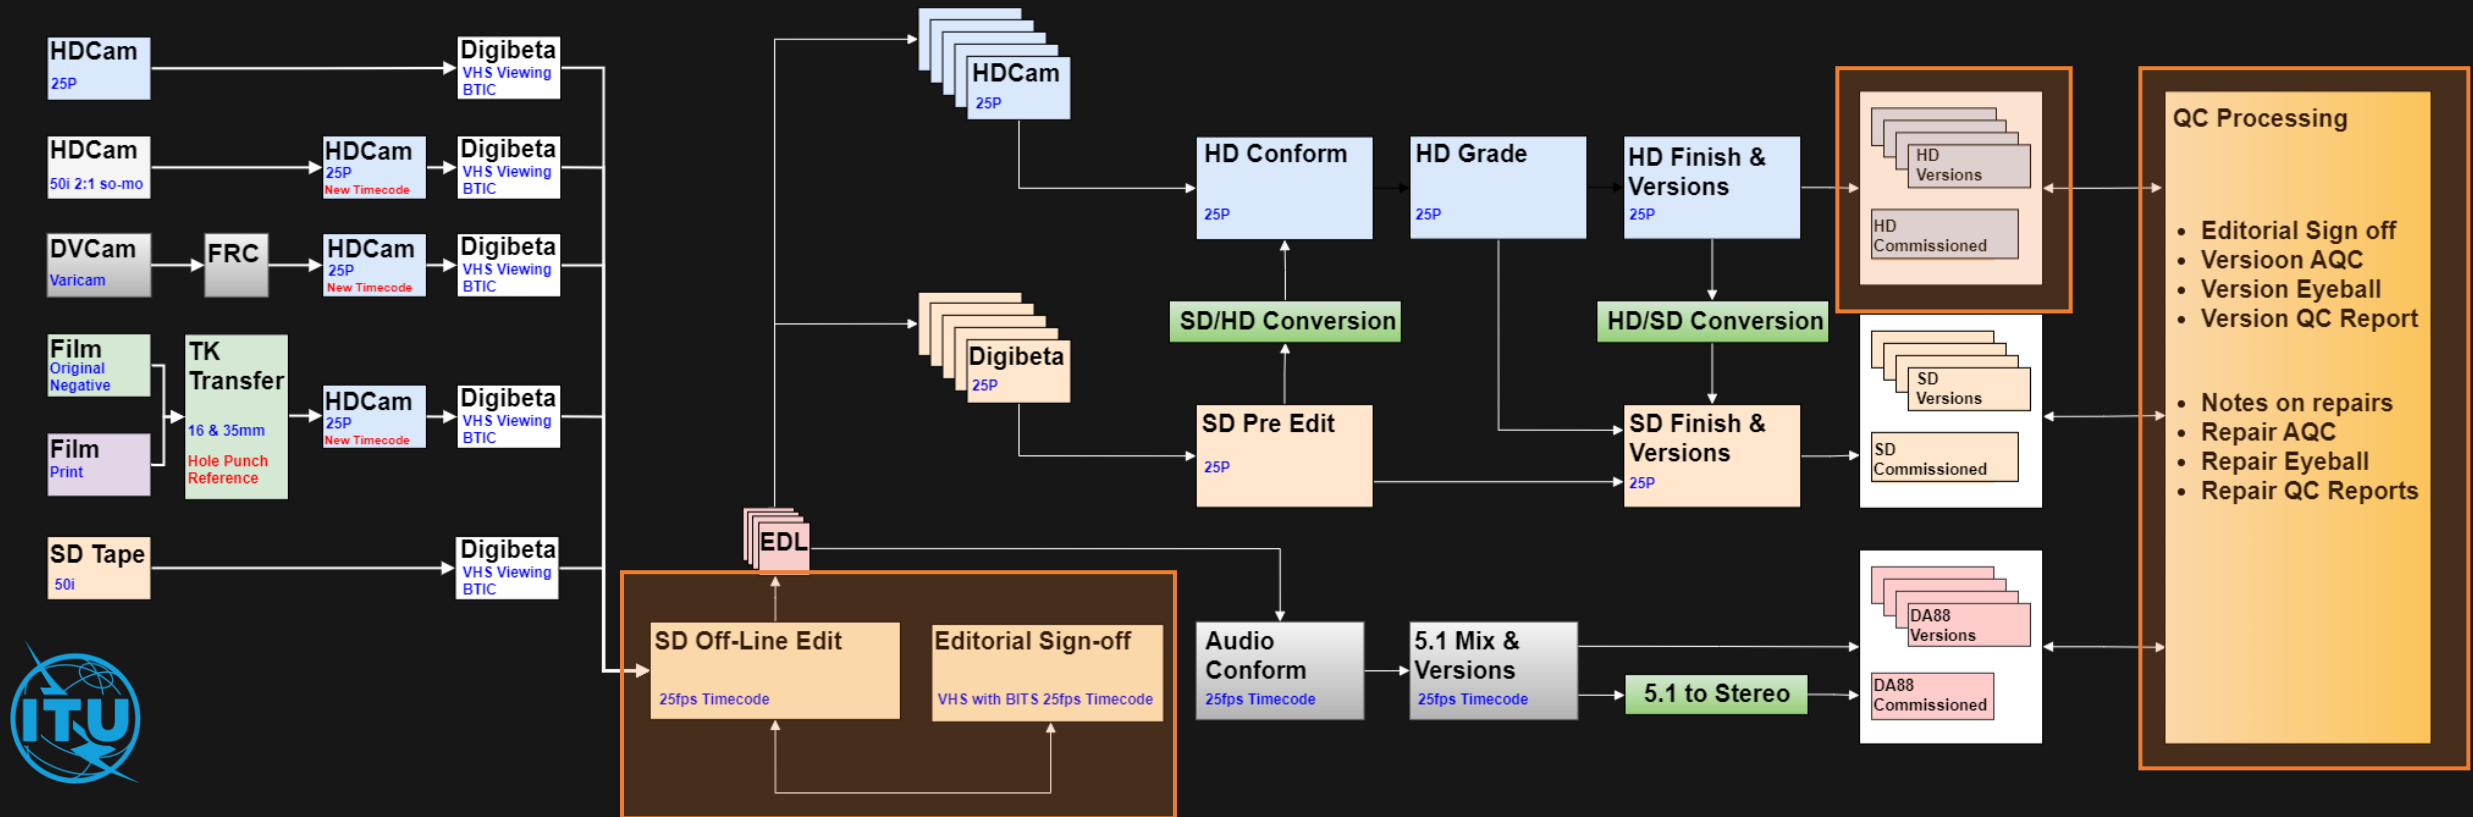 HDCam
25P
Digibeta
VHS Viewing
BTIC
HDCam
50i 2:1 so-mo
HDCam
25P
New Timecode
Digibeta
VHS Viewing
BTIC
DVCam
Varicam
FRC
HDCam
25P
New Timecode
Digibeta
VHS Viewing
BTIC
Film
Original
Negative
Film
Print
TK
Transfer
16 & 35mm
Hole Punch
Reference
HDCam
25P
New Timecode
Digibeta
VHS Viewing
BTIC
SD Tape
50i
Digibeta
VHS Viewing
BTIC
ITU
SD Off-Line Edit
25fps Timecode
Editorial Sign-off
VHS with BITS 25fps Timecode
EDL
HDCam
25P
Digibeta
25P
HD Conform
25P
HD Grade
25P
HD Finish &
Versions
25P
SD/HD Conversion
HD/SD Conversion
SD Pre Edit
25P
SD Finish &
Versions
25P
Audio
Conform
25fps Timecode
5.1 Mix &
Versions
25fps Timecode
5.1 to Stereo
HD
Versions
HD
Commissioned
SD
Versions
SD
Commissioned
DA88
Versions
DA88
Commissioned
QC Processing
• Editorial Sign off
• Versioon AQC
• Version Eyeball
• Version QC Report
• Notes on repairs
• Repair AQC
• Repair Eyeball
• Repair QC Reports